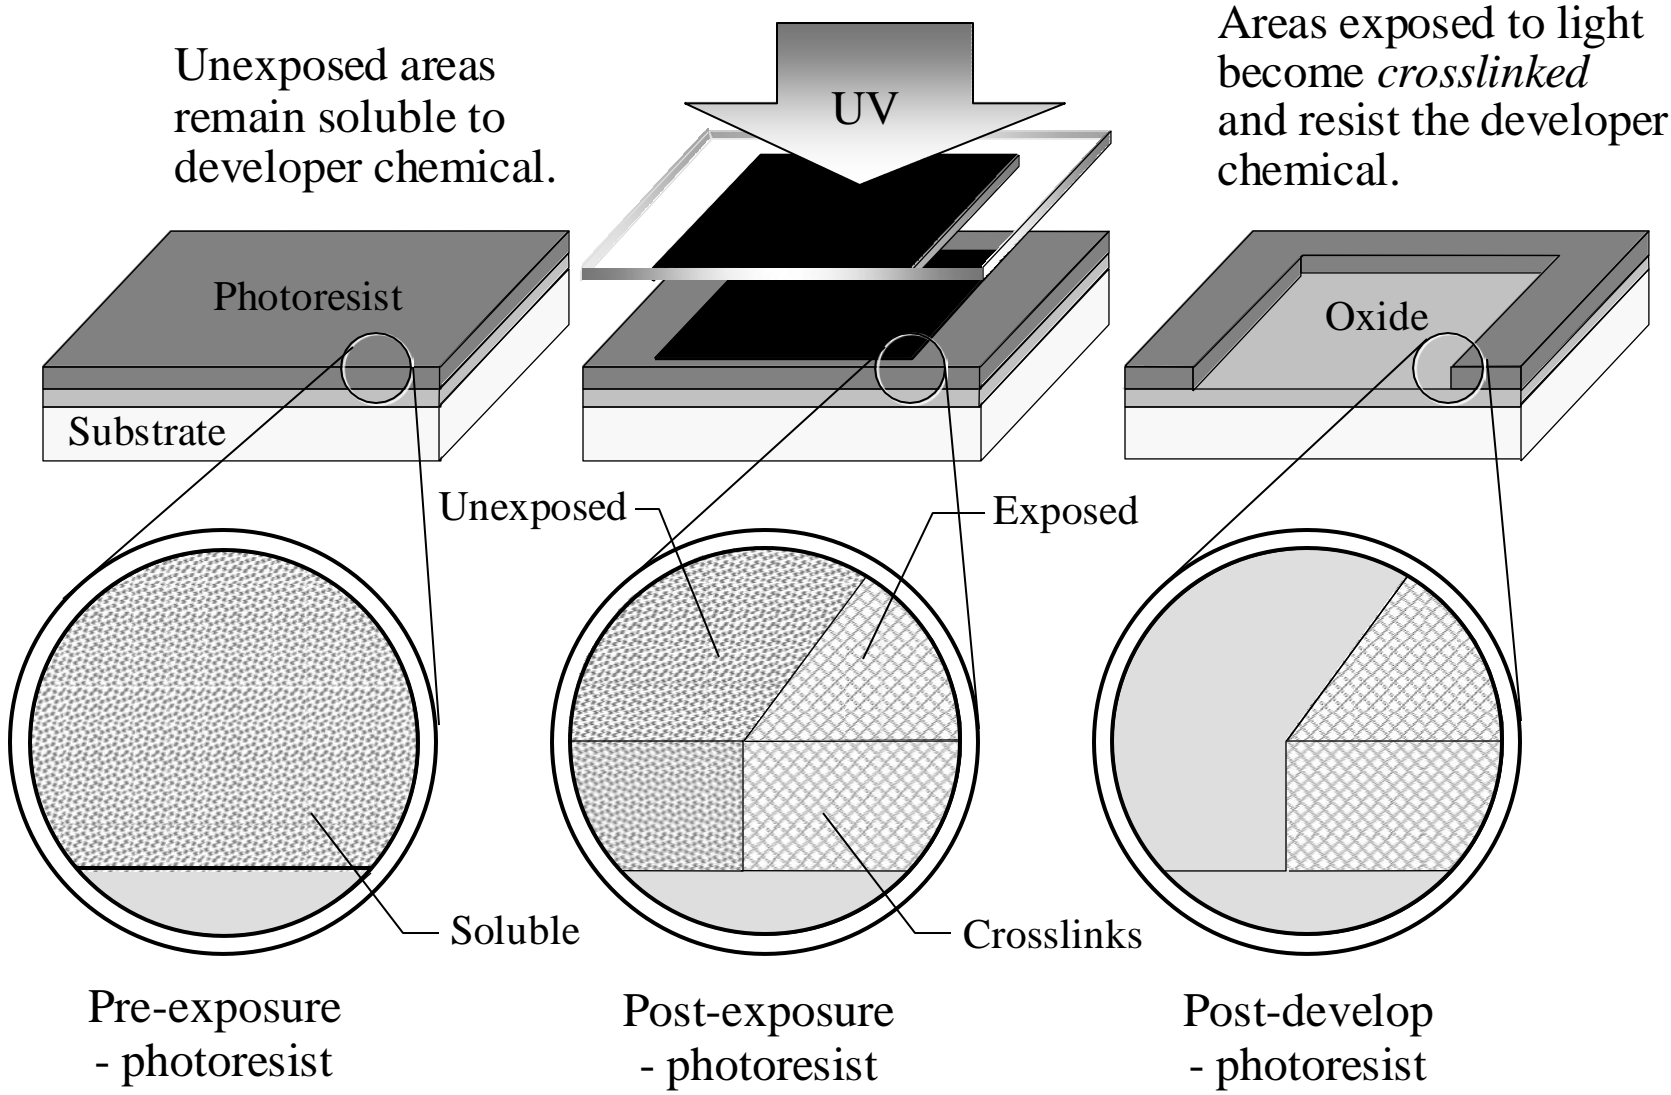 Unexposed areas
remain soluble to
developer chemical.
UV
Areas exposed to light
become crosslinked
and resist the developer
chemical.
Photoresist
Substrate
Oxide
Unexposed
Exposed
Soluble
Crosslinks
Pre-exposure
- photoresist
Post-exposure
- photoresist
Post-develop
- photoresist